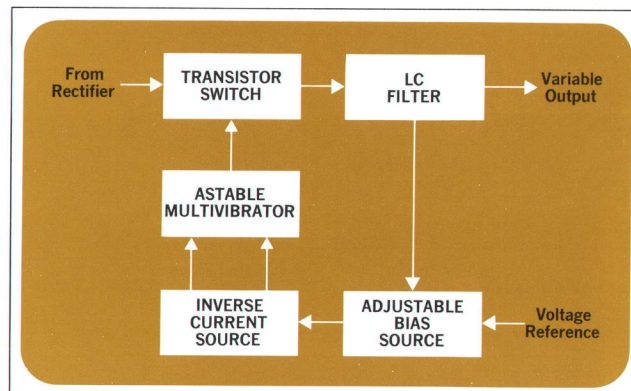 From
Rectifier
TRANSISTOR
SWITCH
LC
FILTER
Variable
Output
ASTABLE
MULTIVIBRATOR
INVERSE
CURRENT
SOURCE
ADJUSTABLE
BIAS
SOURCE
Voltage
Reference